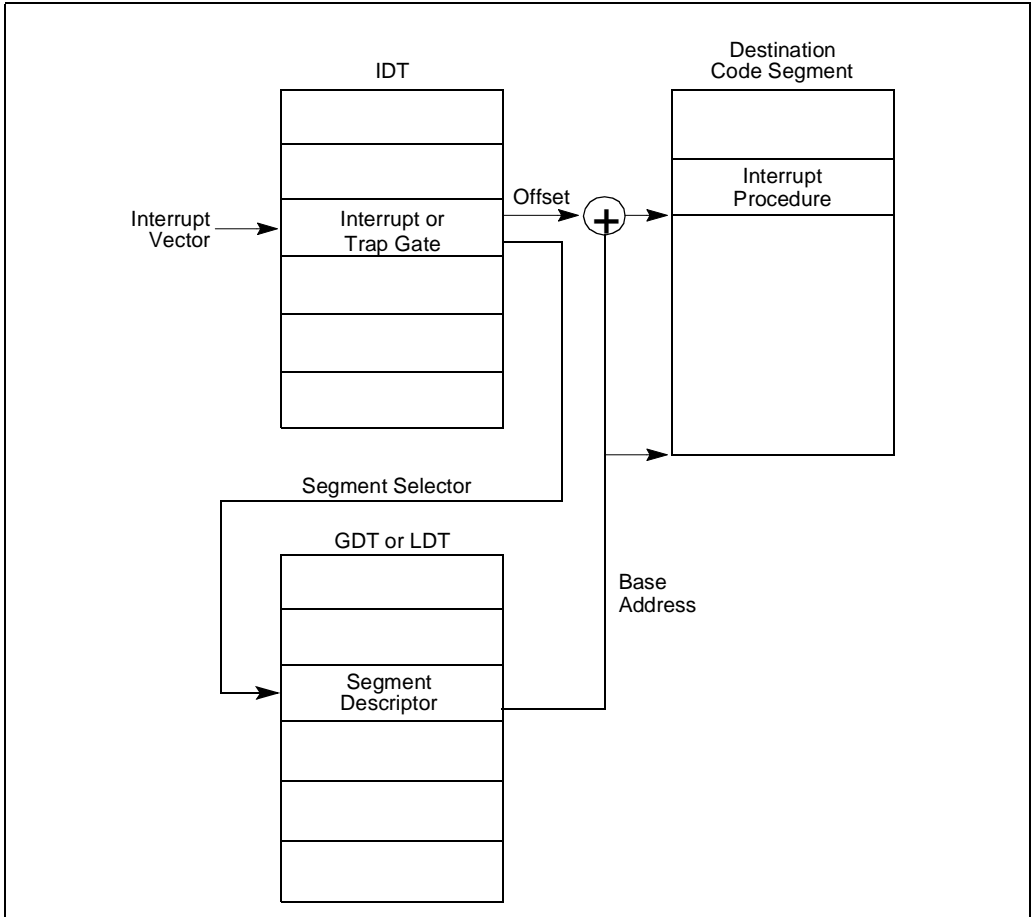 IDT
Destination
Code Segment
Interrupt
Procedure
Offset
+
Interrupt
Vector
Interrupt or
Trap Gate
Segment Selector
GDT or LDT
Base
Address
Segment
Descriptor